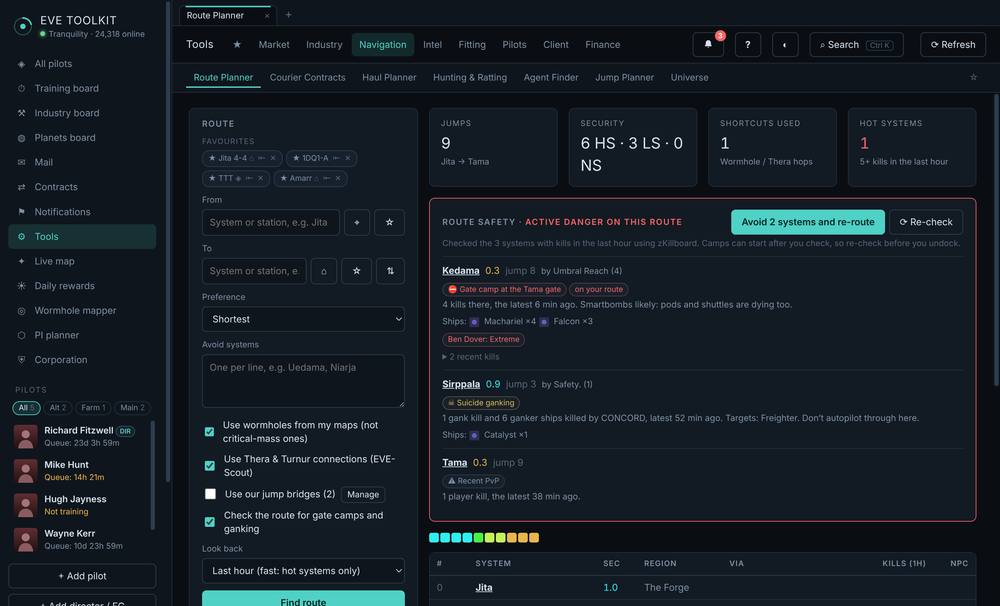 EVE TOOLKIT
Tranquility · 24,318 online
All pilots
Training board
Industry board
Planets board
Mail
Contracts
Notifications
Tools
Live map
Daily rewards
Wormhole mapper
PI planner
Corporation
PILOTS
All 5
Alt 2
Farm 1
Main 2
Richard Fitzwell DIR
Queue: 23d 3h 59m
Mike Hunt
Queue: 14h 21m
Hugh Jayness
Not training
Wayne Kerr
Queue: 10d 23h 59m
+ Add pilot
+ Add director / FC
Route Planner × +
Tools ★ Market Industry Navigation Intel Fitting Pilots Client Finance 3 ? Search Ctrl K ⟳ Refresh
Route Planner Courier Contracts Haul Planner Hunting & Ratting Agent Finder Jump Planner Universe ☆
ROUTE
FAVOURITES
★ Jita 4-4 ⌂ ⇤ ✕ ★ 1DQ1-A ⇤ ✕
★ TTT ◈ ⇤ ✕ ★ Amarr ⌂ ⇤ ✕
From
System or station, e.g. Jita
To
System or station, e.
Preference
Shortest
Avoid systems
One per line, e.g. Uedama, Niarja
Use wormholes from my maps (not
critical-mass ones)
Use Thera & Turnur connections (EVE-
Scout)
Use our jump bridges (2) Manage
Check the route for gate camps and
ganking
Look back
Last hour (fast: hot systems only)
Find route
JUMPS
9
Jita → Tama
SECURITY
6 HS · 3 LS · 0
NS
SHORTCUTS USED
1
Wormhole / Thera hops
HOT SYSTEMS
1
5+ kills in the last hour
ROUTE SAFETY · ACTIVE DANGER ON THIS ROUTE
Avoid 2 systems and re-route ⟳ Re-check
Checked the 3 systems with kills in the last hour using zKillboard. Camps can start after you check, so re-check before you undock.
Kedama 0.3 jump 8 by Umbral Reach (4)
⛔ Gate camp at the Tama gate on your route
4 kills there, the latest 6 min ago. Smartbombs likely: pods and shuttles are dying too.
Ships: Machariel ×4 Falcon ×3
Ben Dover: Extreme
▶ 2 recent kills
Sirppala 0.9 jump 3 by Safety. (1)
☠ Suicide ganking
1 gank kill and 6 ganker ships killed by CONCORD, latest 52 min ago. Targets: Freighter. Don't autopilot through here.
Ships: Catalyst ×1
Tama 0.3 jump 9
⚠ Recent PvP
1 player kill, the latest 38 min ago.
# SYSTEM SEC REGION VIA KILLS (1H) NPC
0 Jita 1.0 The Forge